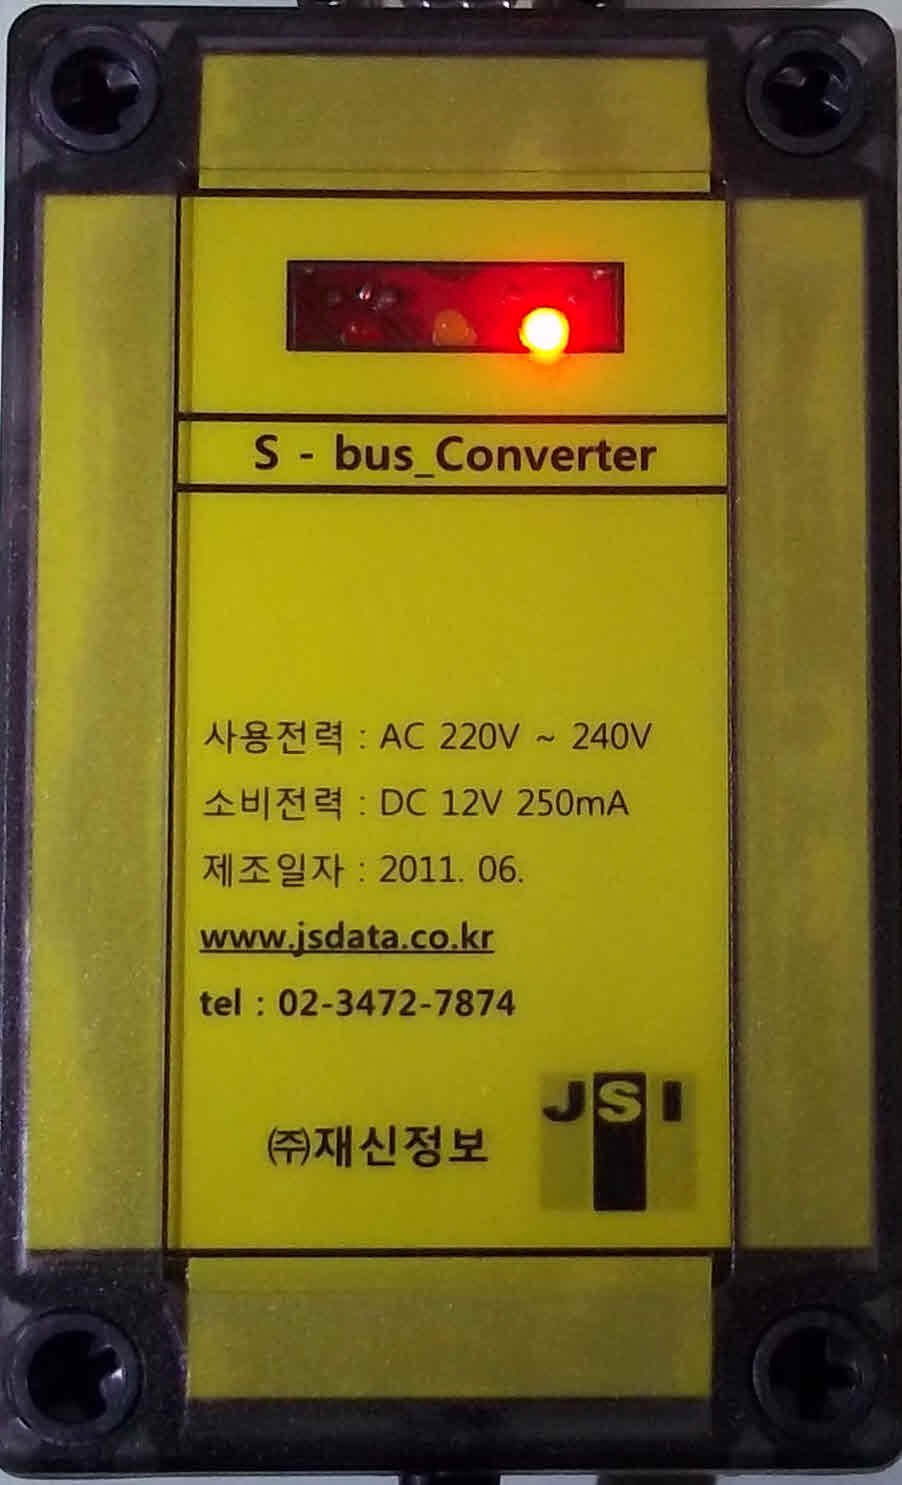 S - bus_Converter
사용전력 : AC 220V ~ 240V
소비전력 : DC 12V 250mA
제조일자 : 2011. 06.
www.jsdata.co.kr
tel : 02-3472-7874
㈜재신정보
JSI